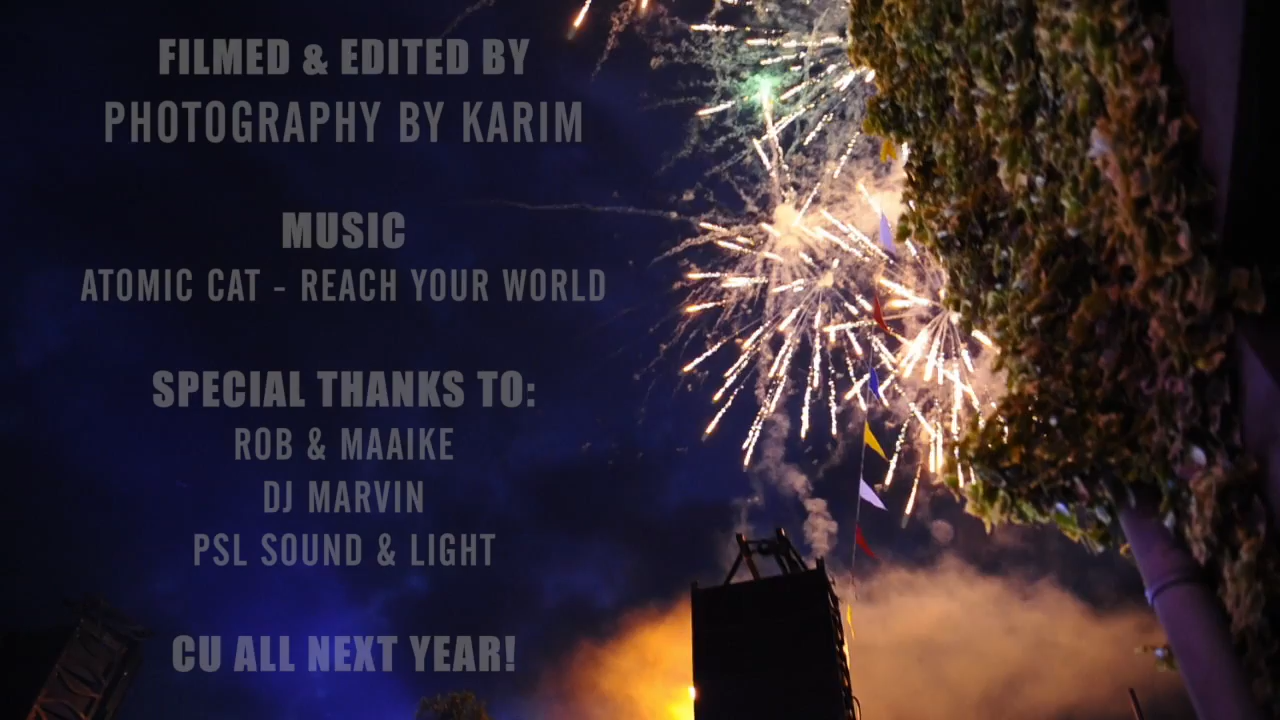 FILMED & EDITED BY
PHOTOGRAPHY BY KARIM
MUSIC
ATOMIC CAT - REACH YOUR WORLD
SPECIAL THANKS TO:
ROB & MAAIKE
DJ MARVIN
PSL SOUND & LIGHT
CU ALL NEXT YEAR!